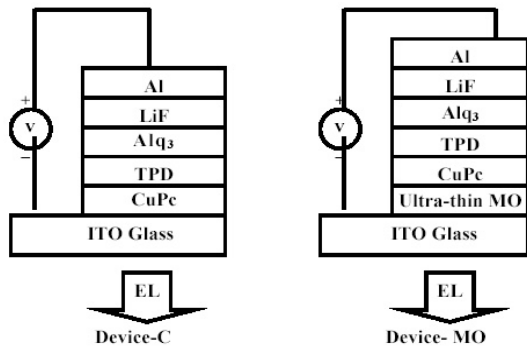 Al
LiF
Alq3
TPD
CuPc
ITO Glass
+
V
−
EL
Device-C
Al
LiF
Alq3
TPD
CuPc
Ultra-thin MO
ITO Glass
+
V
−
EL
Device- MO